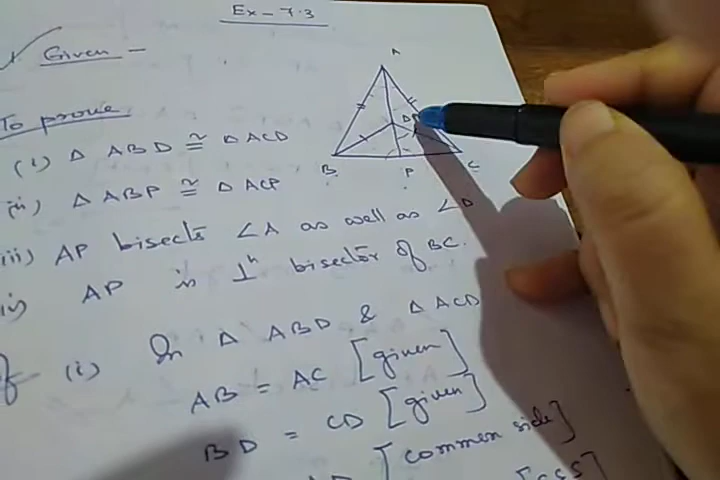 Ex - 7.3
Given -
To prove
A
D
B
P
C
(i) △ ABD ≅ △ ACD
(ii) △ ABP ≅ △ ACP
iii) AP bisects ∠A as well as ∠D
iv) AP is ⊥r bisector of BC.
(i) In △ ABD & △ ACD
AB = AC [given]
BD = CD [given]
[common side]